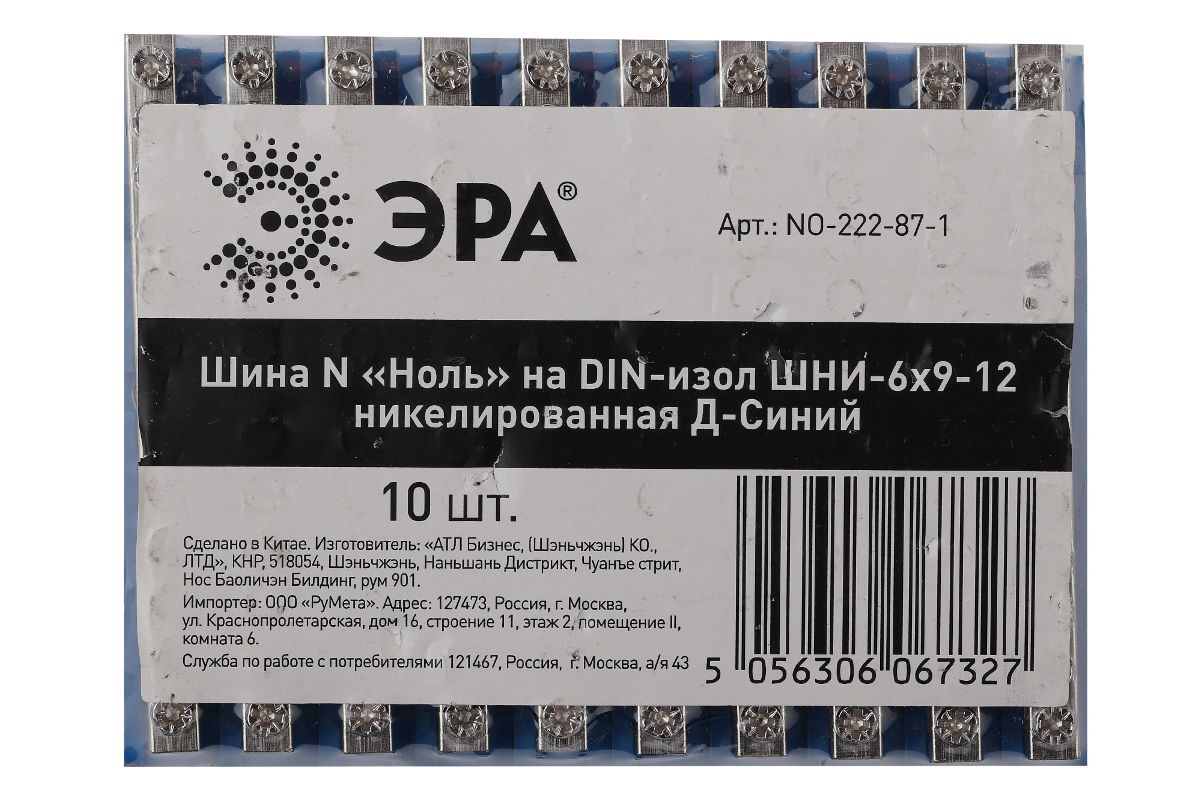 ЭРА®
Арт.: NO-222-87-1
Шина N «Ноль» на DIN-изол ШНИ-6х9-12
никелированная Д-Синий
10 шт.
Сделано в Китае. Изготовитель: «АТЛ Бизнес, (Шэньчжэнь) КО.,
ЛТД», КНР, 518054, Шэньчжэнь, Наньшань Дистрикт, Чуанъе стрит,
Нос Баоличэн Билдинг, рум 901.
Импортер: ООО «РуМета». Адрес: 127473, Россия, г. Москва,
ул. Краснопролетарская, дом 16, строение 11, этаж 2, помещение II,
комната 6.
Служба по работе с потребителями 121467, Россия, г. Москва, а/я 43
5 056306 067327